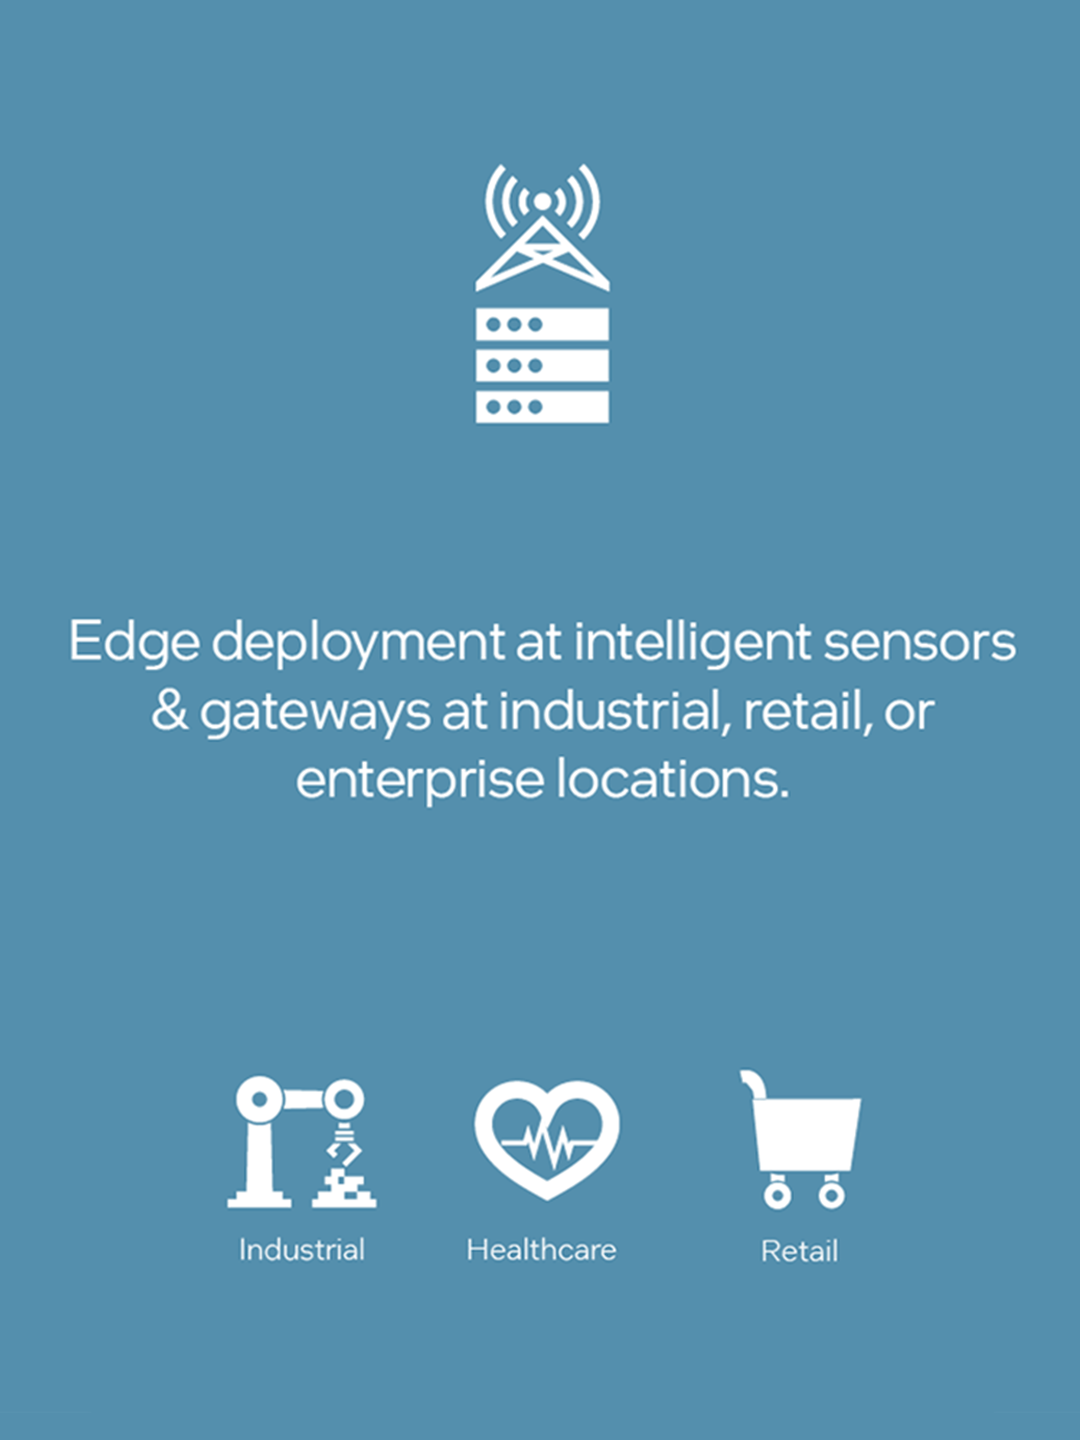 Edge deployment at intelligent sensors
& gateways at industrial, retail, or
enterprise locations.
Industrial
Healthcare
Retail